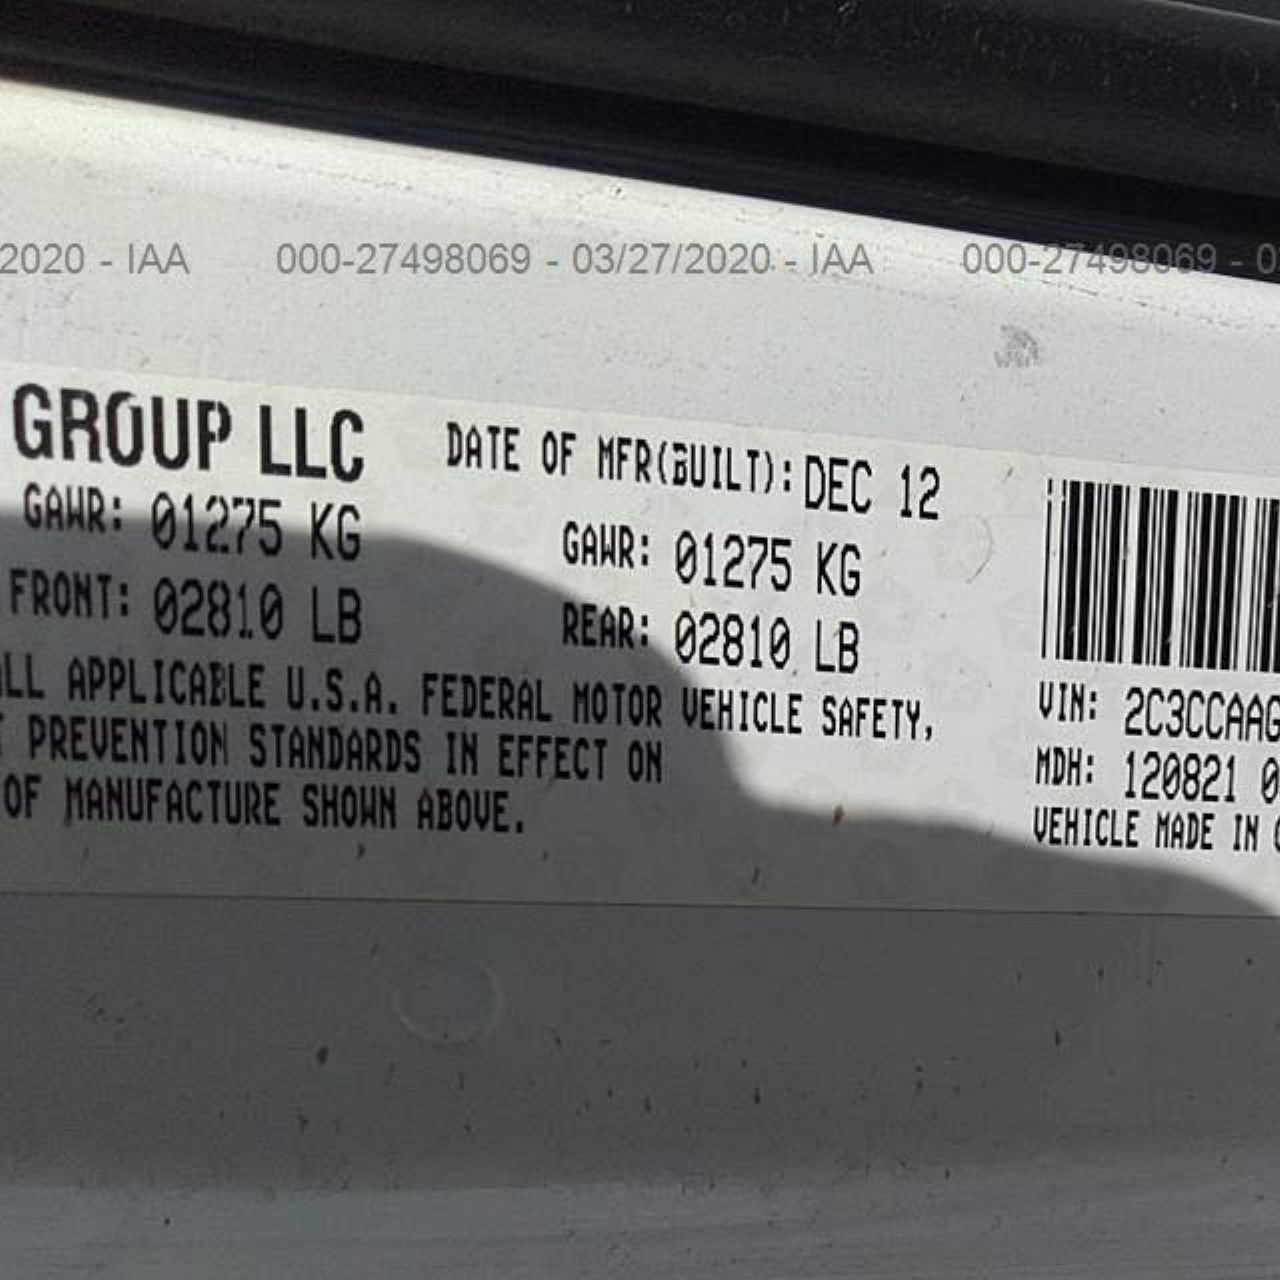 2020 - IAA 000-27498069 - 03/27/2020 - IAA 000-27498069 - 0
GROUP LLC DATE OF MFR(BUILT): DEC 12
GAWR: 01275 KG GAWR: 01275 KG
FRONT: 02810 LB REAR: 02810 LB
ALL APPLICABLE U.S.A. FEDERAL MOTOR VEHICLE SAFETY,
T PREVENTION STANDARDS IN EFFECT ON
OF MANUFACTURE SHOWN ABOVE.
VIN: 2C3CCAAG
MDH: 120821 0
VEHICLE MADE IN C